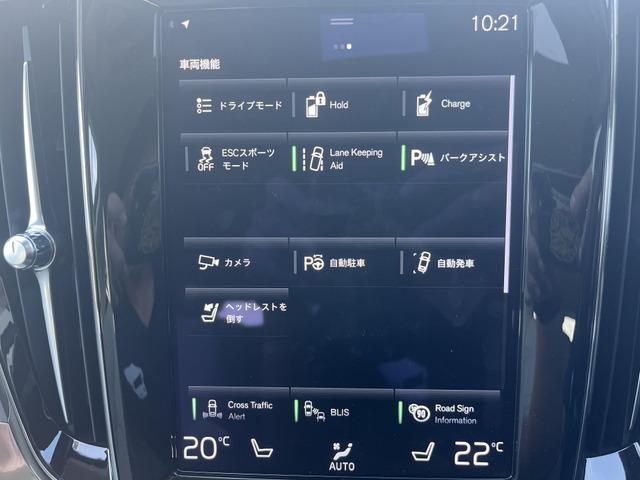 10:21
車両機能
ドライブモード
Hold
Charge
ESCスポーツ
モード
OFF
Lane Keeping
Aid
P
パークアシスト
カメラ
P
自動駐車
自動発車
ヘッドレストを
倒す
Cross Traffic
Alert
BLIS
90
Road Sign
Information
20°C
AUTO
22°C